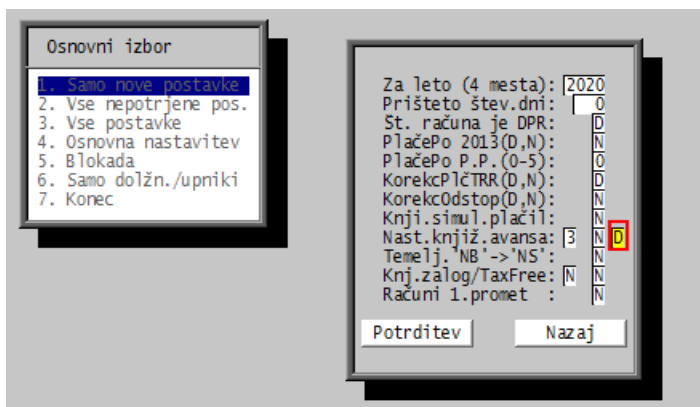 Osnovni izbor
1. Samo nove postavke
2. Vse nepotrjene pos.
3. Vse postavke
4. Osnovna nastavitev
5. Blokada
6. Samo dolžn./upniki
7. Konec
Za leto (4 mesta): 2020
Prišteto štev.dni: 0
Št. računa je DPR: D
PlačePo 2013(D,N): N
PlačePo P.P.(0-5): 0
KorekcPlčTRR(D,N): D
KorekcOdstop(D,N): N
Knji.simul.plačil: N
Nast.knjiž.avansa: 3 N D
Temelj.'NB'->'NS': N
Knj.zalog/TaxFree: N N
Računi 1.promet : N
Potrditev Nazaj